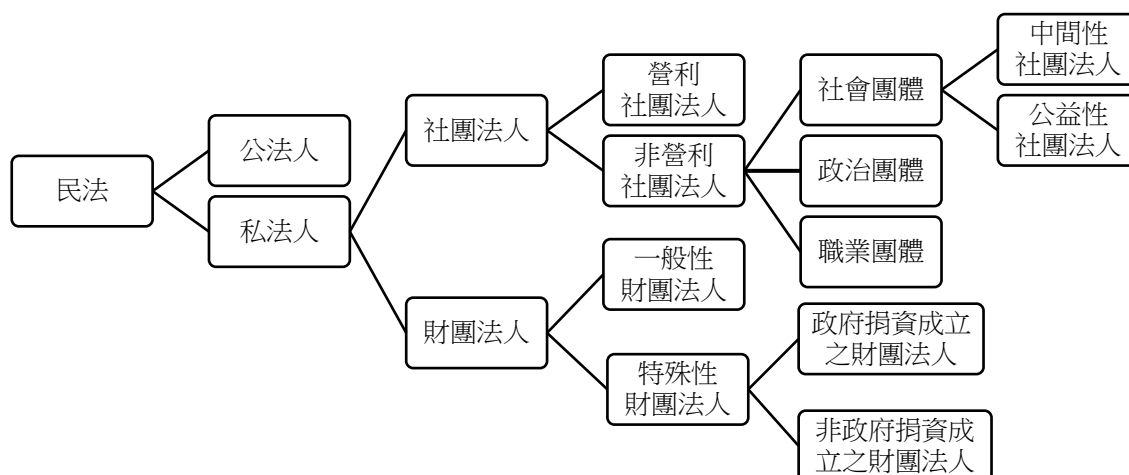 民法
公法人
私法人
社團法人
財團法人
營利
社團法人
非營利
社團法人
一般性
財團法人
特殊性
財團法人
社會團體
政治團體
職業團體
政府捐資成立
之財團法人
非政府捐資成
立之財團法人
中間性
社團法人
公益性
社團法人